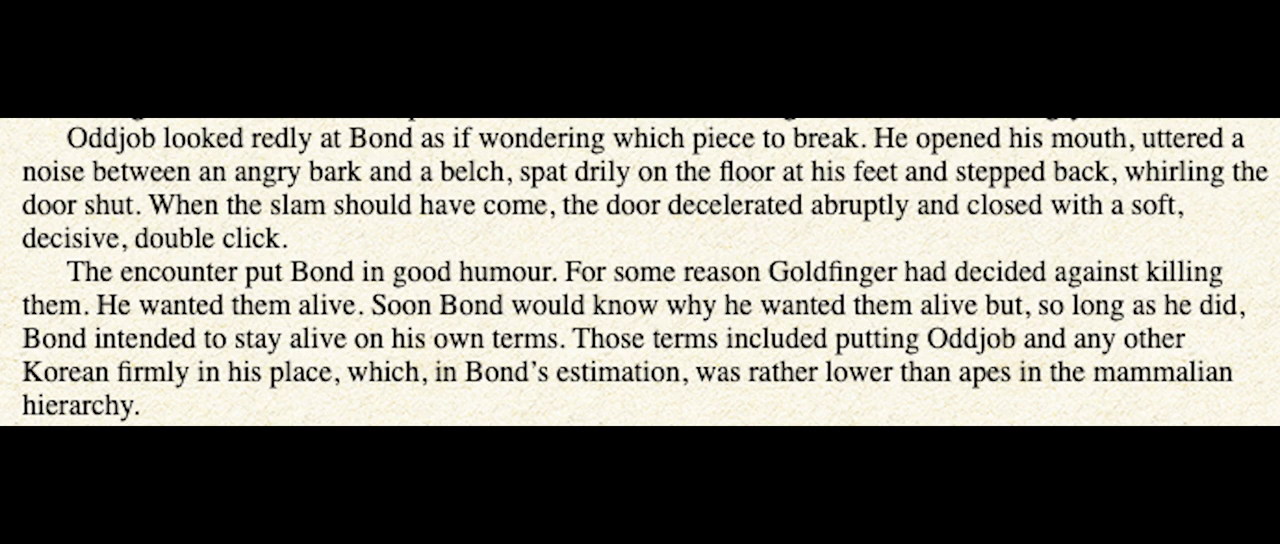 Oddjob looked redly at Bond as if wondering which piece to break. He opened his mouth, uttered a
noise between an angry bark and a belch, spat drily on the floor at his feet and stepped back, whirling the
door shut. When the slam should have come, the door decelerated abruptly and closed with a soft,
decisive, double click.
The encounter put Bond in good humour. For some reason Goldfinger had decided against killing
them. He wanted them alive. Soon Bond would know why he wanted them alive but, so long as he did,
Bond intended to stay alive on his own terms. Those terms included putting Oddjob and any other
Korean firmly in his place, which, in Bond's estimation, was rather lower than apes in the mammalian
hierarchy.